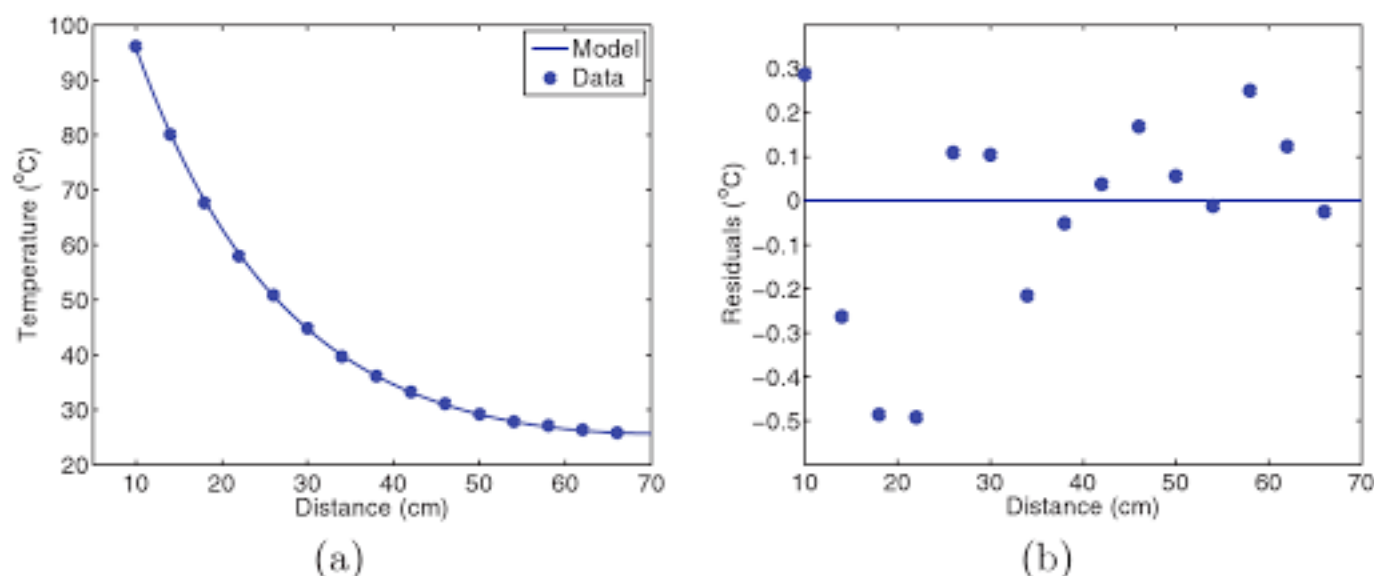 100
90
80
70
60
50
40
30
20
10 20 30 40 50 60 70
Temperature (°C)
Distance (cm)
Model
Data
(a)
0.3
0.2
0.1
0
−0.1
−0.2
−0.3
−0.4
−0.5
10 20 30 40 50 60 70
Residuals (°C)
Distance (cm)
(b)